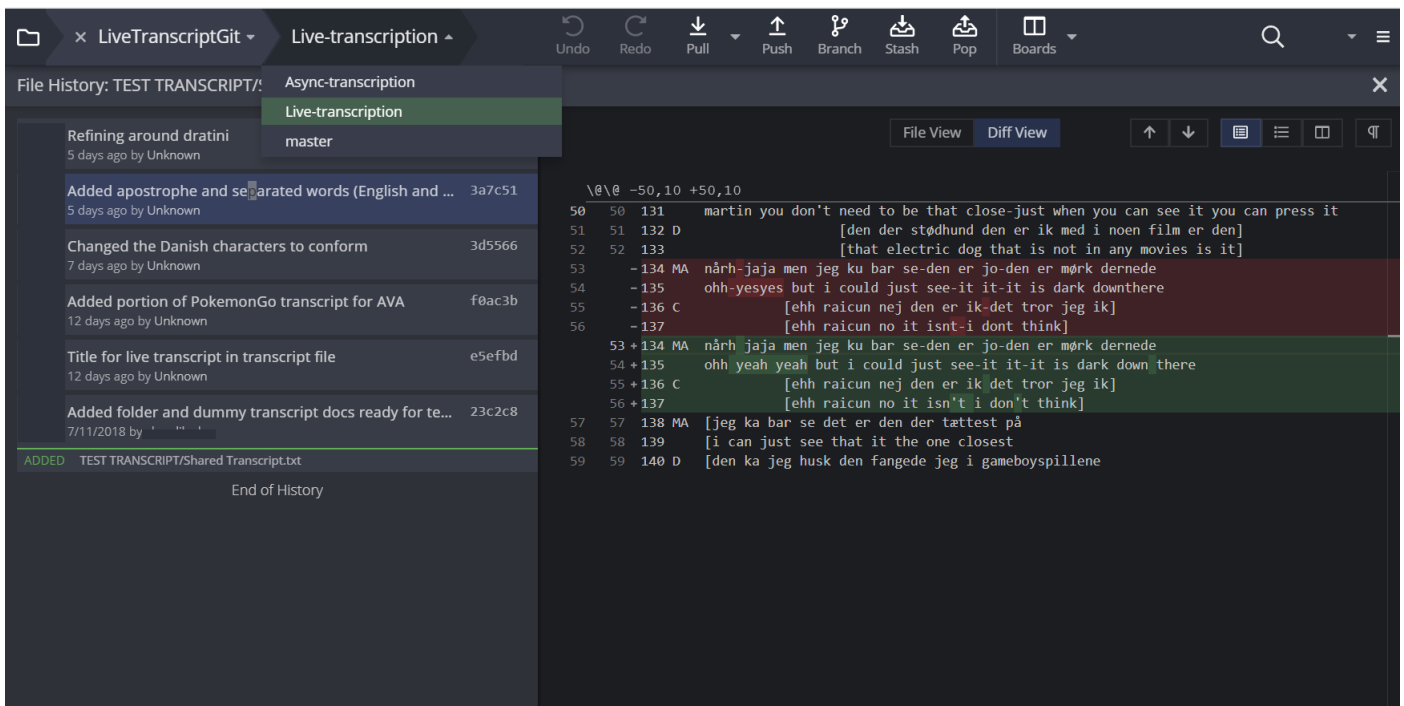 LiveTranscriptGit
Live-transcription
Undo
Redo
Pull
Push
Branch
Stash
Pop
Boards
File History: TEST TRANSCRIPT/
Async-transcription
Live-transcription
master
Refining around dratini
5 days ago by Unknown
Added apostrophe and separated words (English and ... 3a7c51
5 days ago by Unknown
Changed the Danish characters to conform 3d5566
7 days ago by Unknown
Added portion of PokemonGo transcript for AVA f0ac3b
12 days ago by Unknown
Title for live transcript in transcript file e5efbd
12 days ago by Unknown
Added folder and dummy transcript docs ready for te... 23c2c8
7/11/2018 by
ADDED TEST TRANSCRIPT/Shared Transcript.txt
End of History
File View Diff View
\@\@ -50,10 +50,10
50 50 131 martin you don't need to be that close-just when you can see it you can press it
51 51 132 D [den der stødhund den er ik med i noen film er den]
52 52 133 [that electric dog that is not in any movies is it]
53 -134 MA nårh-jaja men jeg ku bar se-den er jo-den er mørk dernede
54 -135 ohh-yesyes but i could just see-it it-it is dark downthere
55 -136 C [ehh raicun nej den er ik-det tror jeg ik]
56 -137 [ehh raicun no it isnt-i dont think]
53 +134 MA nårh jaja men jeg ku bar se-den er jo-den er mørk dernede
54 +135 ohh yeah yeah but i could just see-it it-it is dark down there
55 +136 C [ehh raicun nej den er ik det tror jeg ik]
56 +137 [ehh raicun no it isn't i don't think]
57 57 138 MA [jeg ka bar se det er den der tættest på
58 58 139 [i can just see that it the one closest
59 59 140 D [den ka jeg husk den fangede jeg i gameboyspillene